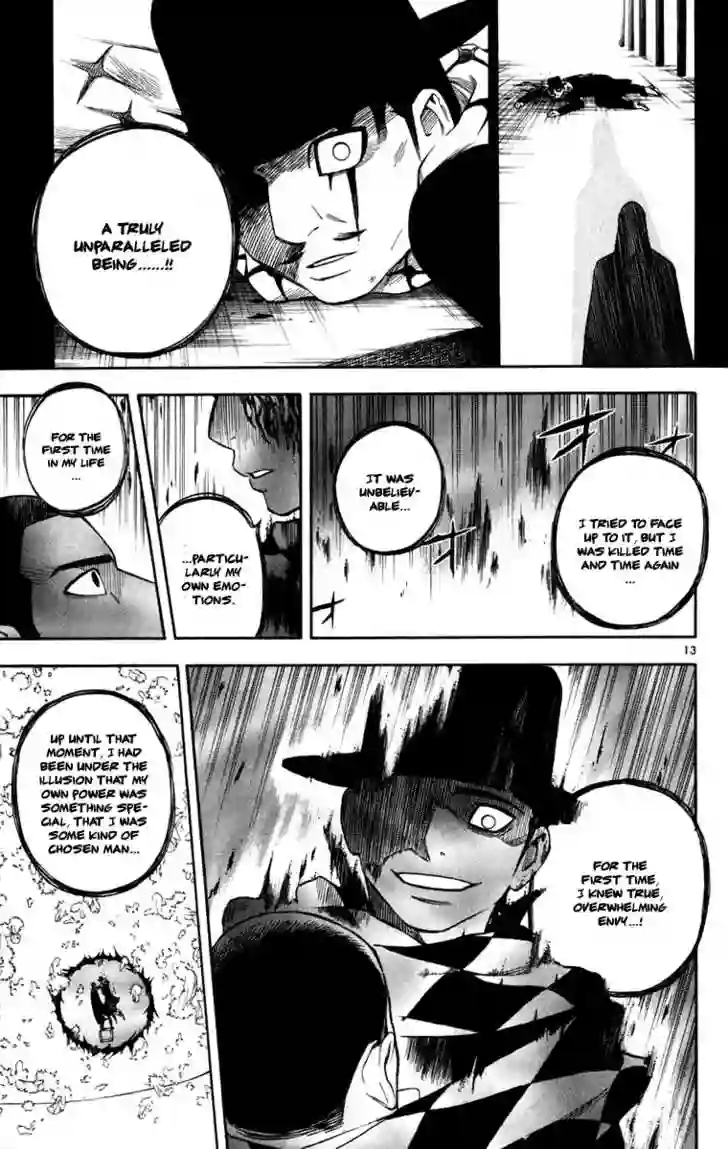 A TRULY
UNPARALLELED
BEING......!!
I TRIED TO FACE
UP TO IT, BUT I
WAS KILLED TIME
AND TIME AGAIN
...
IT WAS
UNBELIEV-
ABLE...
...PARTICU-
LARLY MY
OWN EMO-
TIONS.
FOR THE
FIRST TIME
IN MY LIFE
...
13
FOR THE
FIRST TIME,
I KNEW TRUE,
OVERWHELMING
ENVY...!
UP UNTIL THAT
MOMENT, I HAD
BEEN UNDER THE
ILLUSION THAT MY
OWN POWER WAS
SOMETHING SPE-
CIAL, THAT I WAS
SOME KIND OF
CHOSEN MAN...